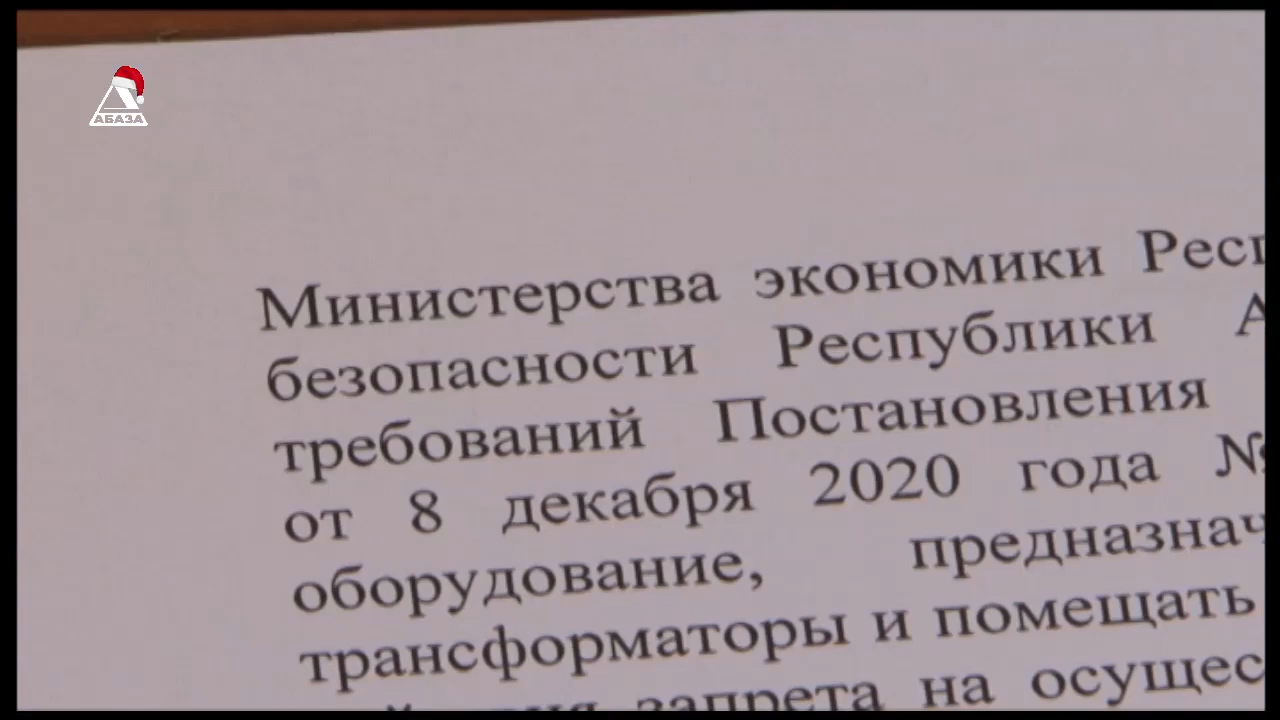 АБАЗА
Министерства экономики Респ
безопасности Республики А
требований Постановления
от 8 декабря 2020 года №
оборудование, предназнач
трансформаторы и помещать
запрета на осущес